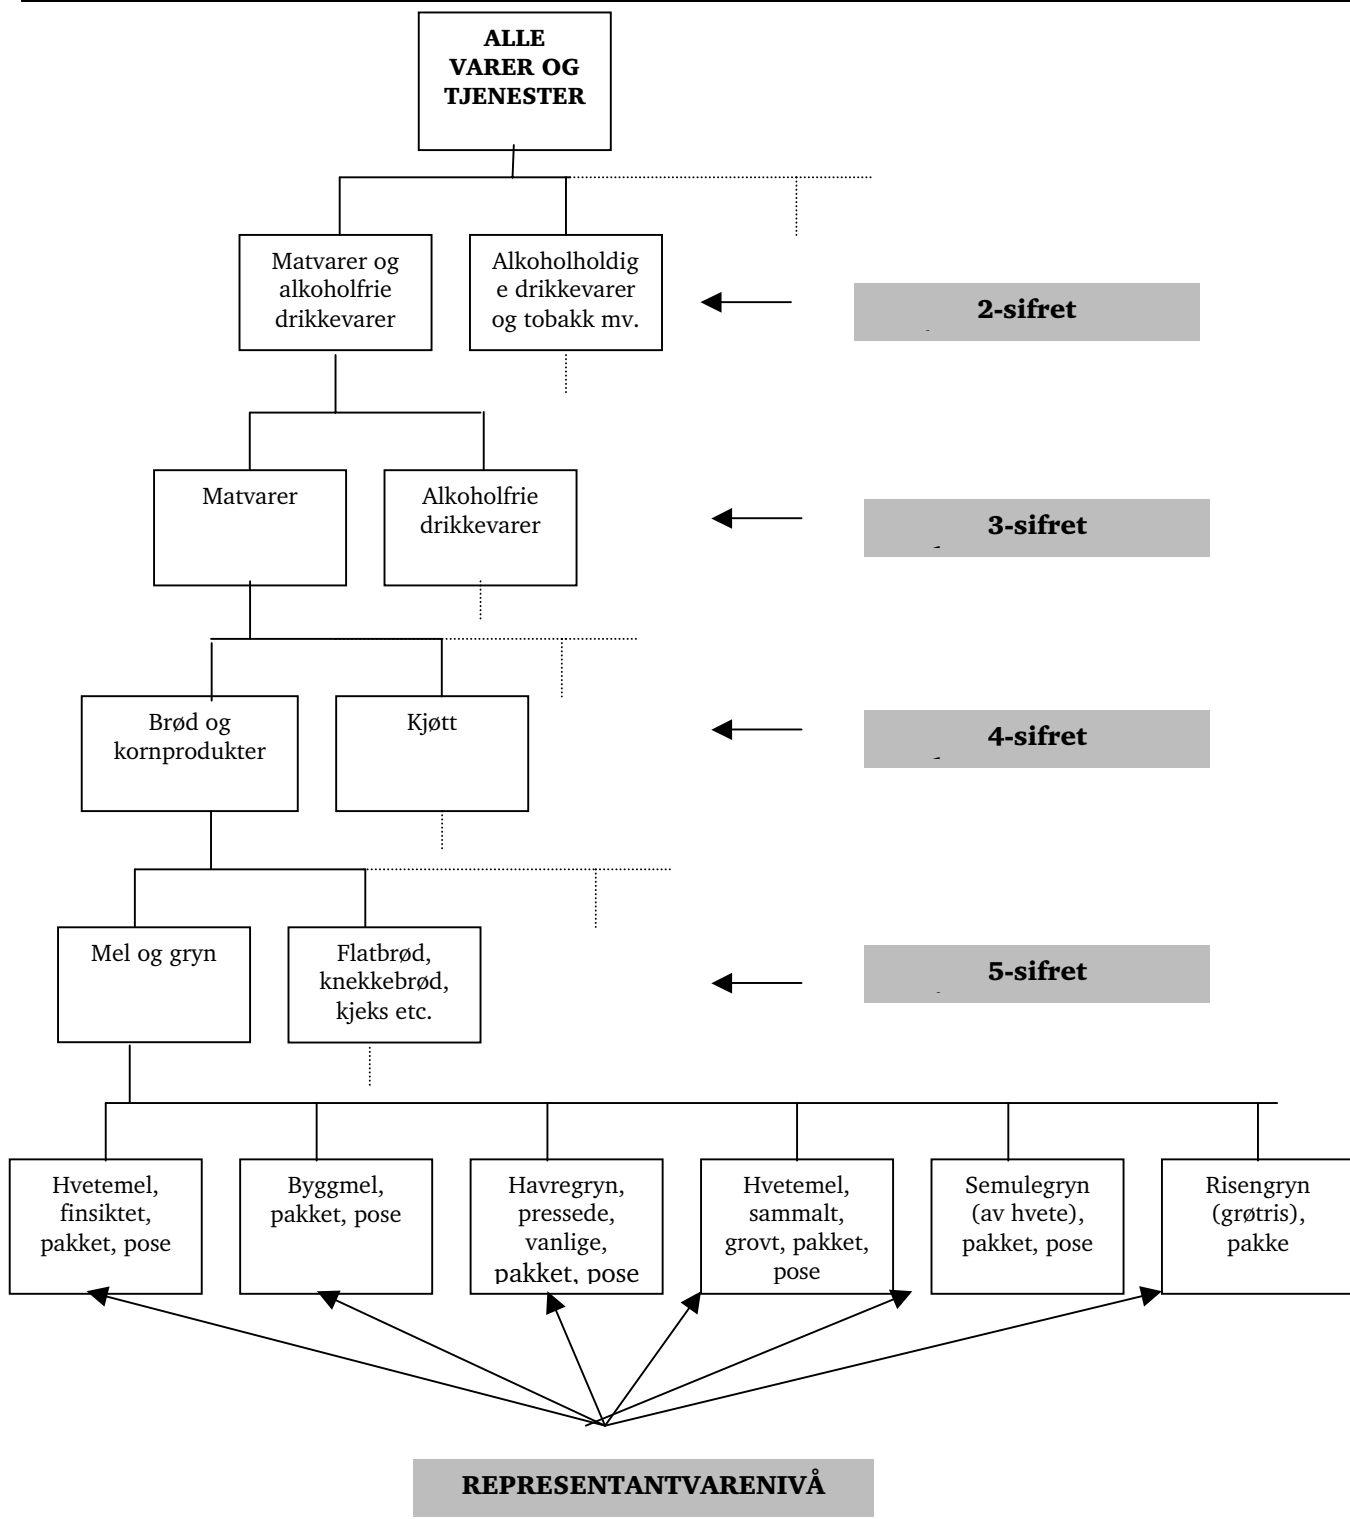 ALLE
VARER OG
TJENESTER
Matvarer og
alkoholfrie
drikkevarer
Alkoholholdig
e drikkevarer
og tobakk mv.
2-sifret
Matvarer
Alkoholfrie
drikkevarer
3-sifret
Brød og
kornprodukter
Kjøtt
4-sifret
Mel og gryn
Flatbrød,
knekkebrød,
kjeks etc.
5-sifret
Hvetemel,
finsiktet,
pakket, pose
Byggmel,
pakket, pose
Havregryn,
pressede,
vanlige,
pakket, pose
Hvetemel,
sammalt,
grovt, pakket,
pose
Semulegryn
(av hvete),
pakket, pose
Risengryn
(grøtris),
pakke
REPRESENTANTVARENIVÅ